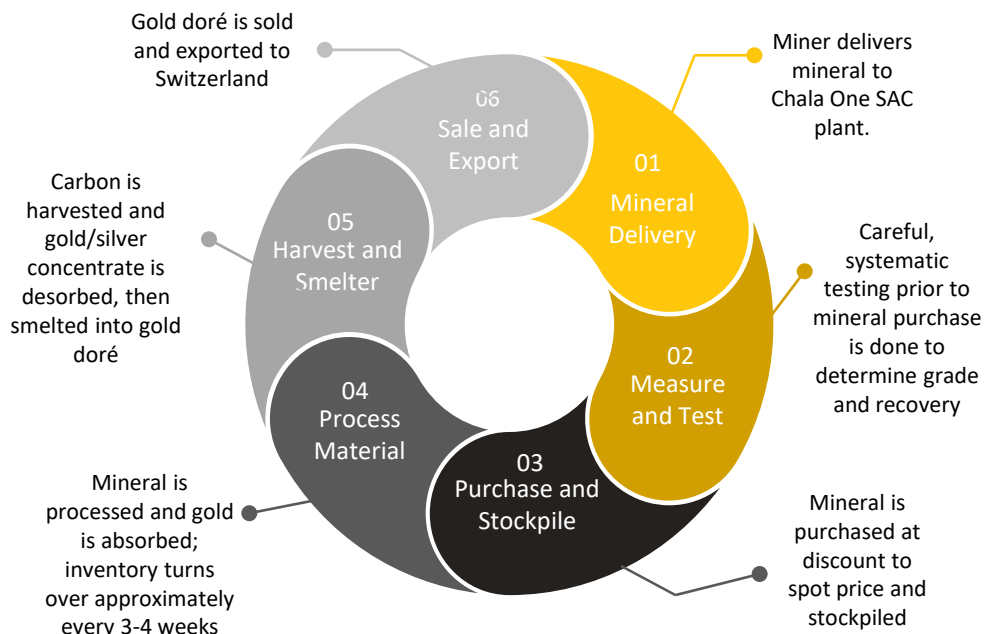 Gold doré is sold
and exported to
Switzerland
06
Sale and
Export
Miner delivers
mineral to
Chala One SAC
plant.
01
Mineral
Delivery
Careful,
systematic
testing prior to
mineral purchase
is done to
determine grade
and recovery
02
Measure
and Test
03
Purchase and
Stockpile
Mineral is
purchased at
discount to
spot price and
stockpiled
04
Process
Material
Mineral is
processed and gold
is absorbed;
inventory turns
over approximately
every 3-4 weeks
05
Harvest and
Smelter
Carbon is
harvested and
gold/silver
concentrate is
desorbed, then
smelted into gold
doré